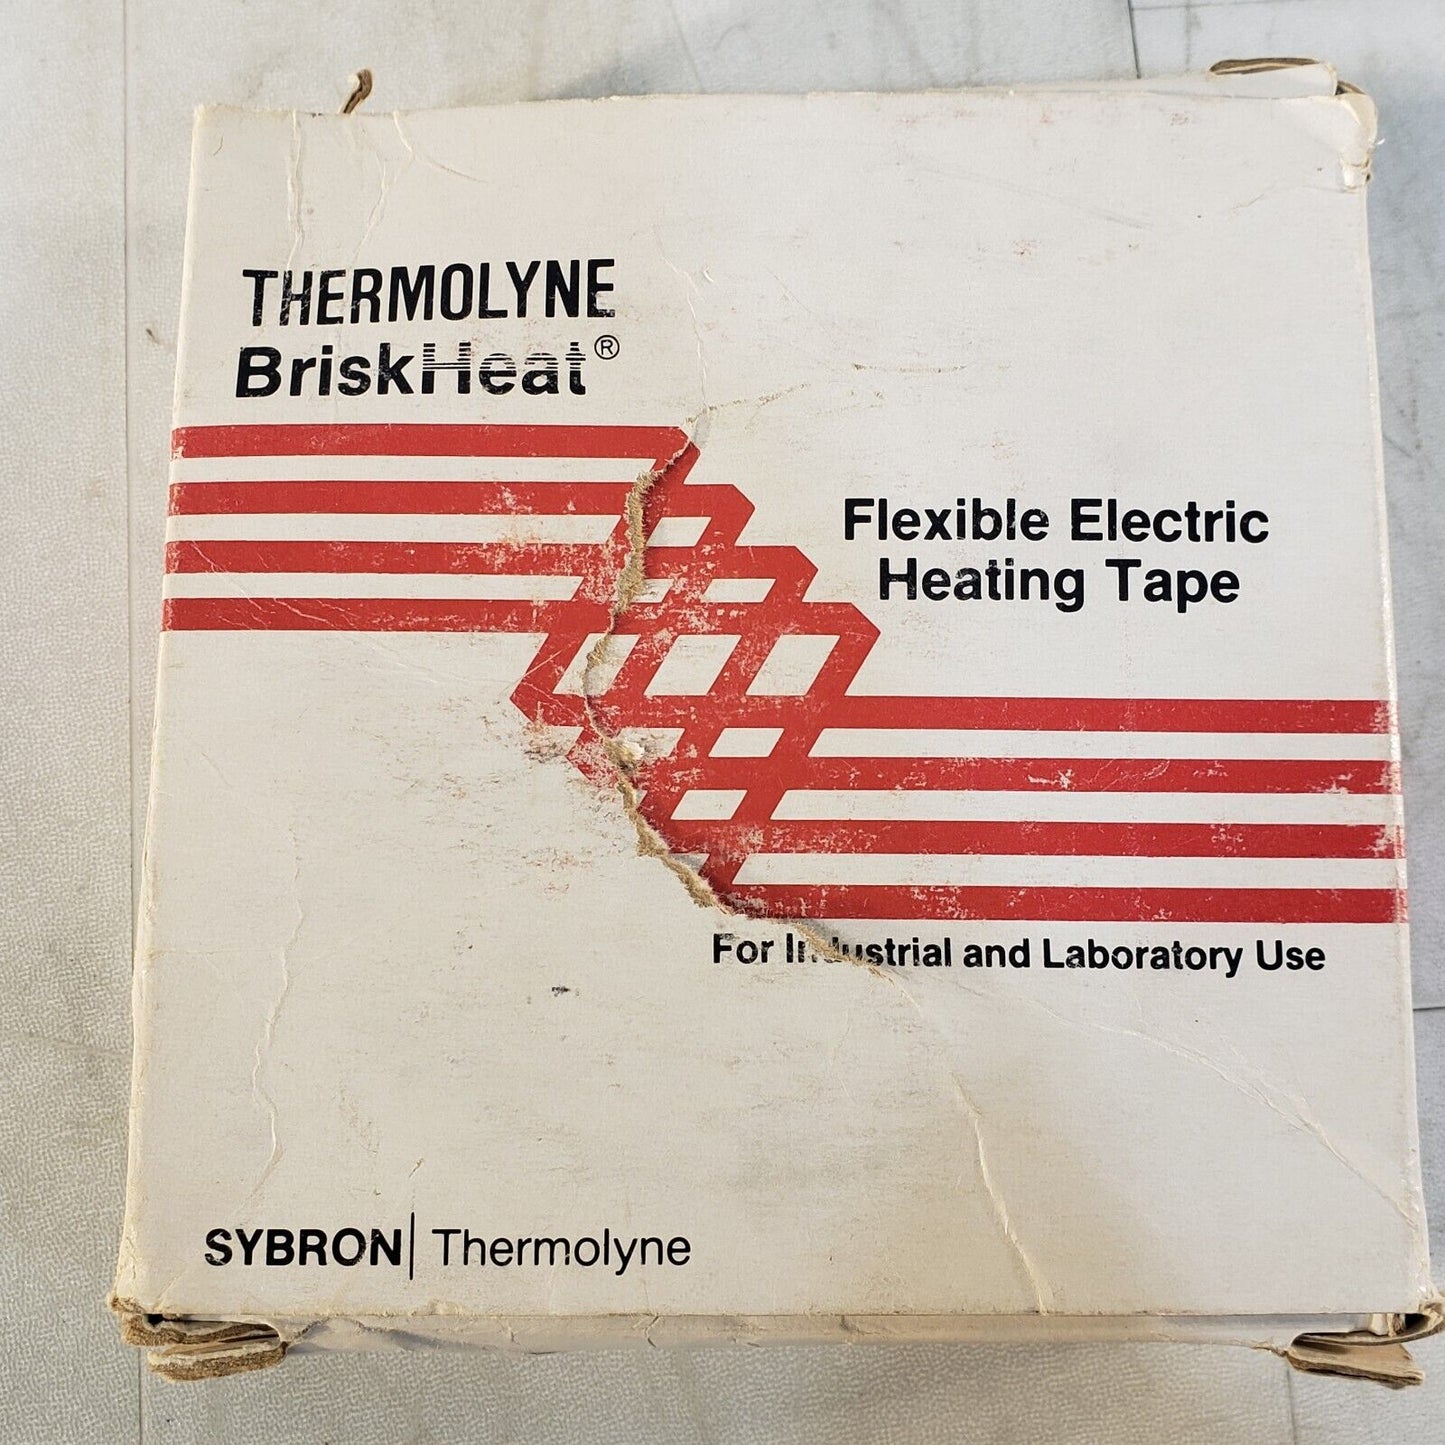 THERMOLYNE
BriskHeat®
Flexible Electric
Heating Tape
For Industrial and Laboratory Use
SYBRON | Thermolyne